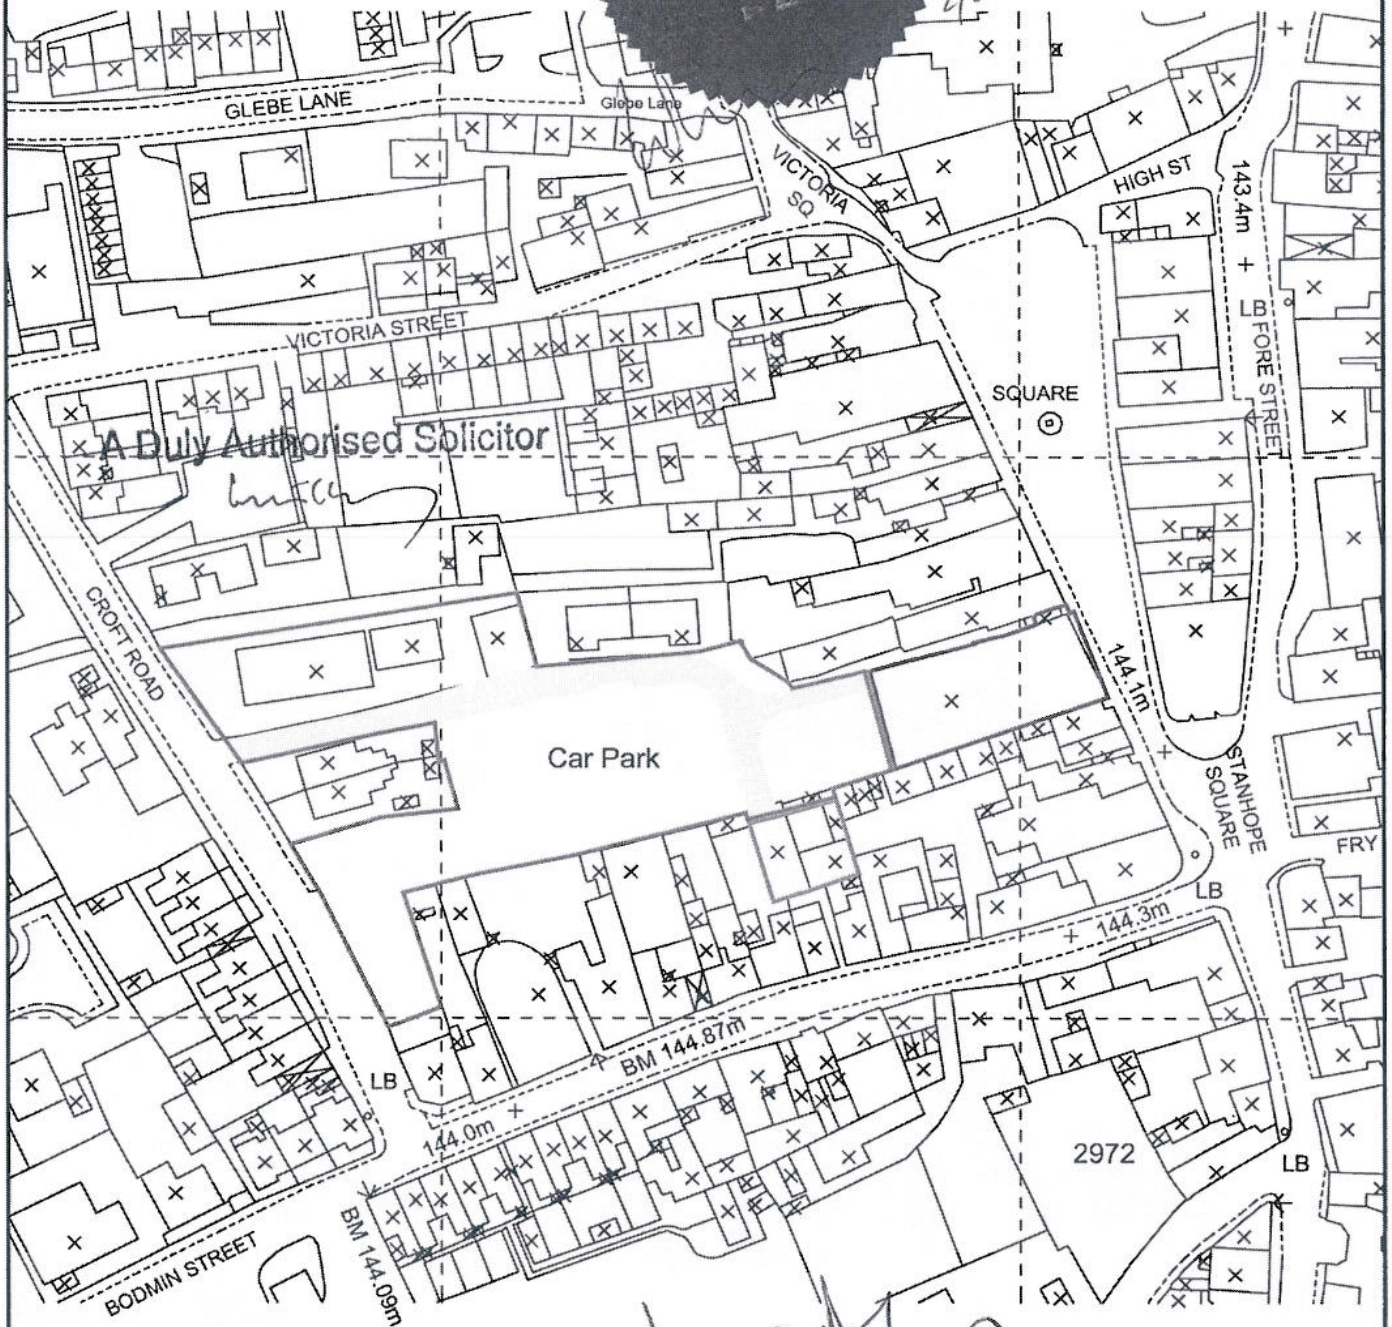 GLEBE LANE
Glebe Lane
VICTORIA
SQ
HIGH ST
143.4m
LB
FORE STREET
VICTORIA STREET
SQUARE
A Duly Authorised Solicitor
CROFT ROAD
144.1m
Car Park
STANHOPE
SQUARE
FRY
LB
144.3m
BM 144.87m
LB
144.0m
2972
LB
BM 144.09m
BODMIN STREET